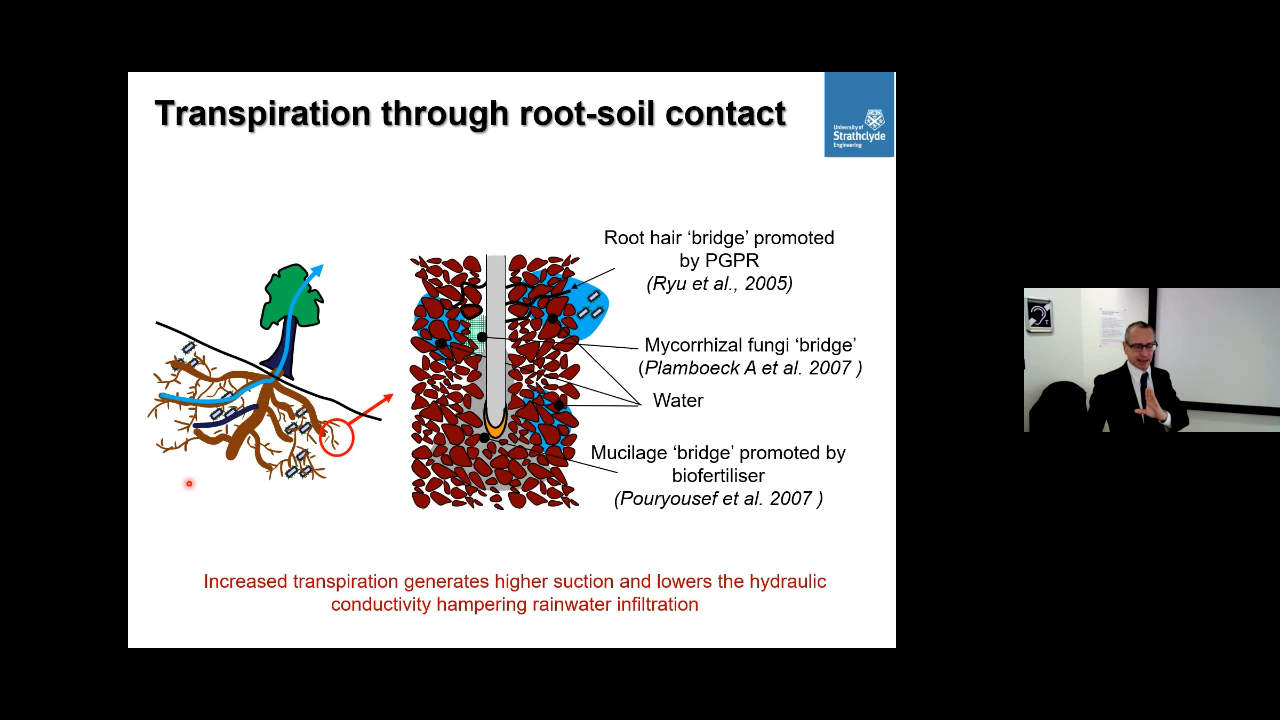 Transpiration through root-soil contact
University of
Strathclyde
Engineering
Root hair ‘bridge’ promoted
by PGPR
(Ryu et al., 2005)
Mycorrhizal fungi ‘bridge’
(Plamboeck A et al. 2007 )
Water
Mucilage ‘bridge’ promoted by
biofertiliser
(Pouryousef et al. 2007 )
Increased transpiration generates higher suction and lowers the hydraulic
conductivity hampering rainwater infiltration
T